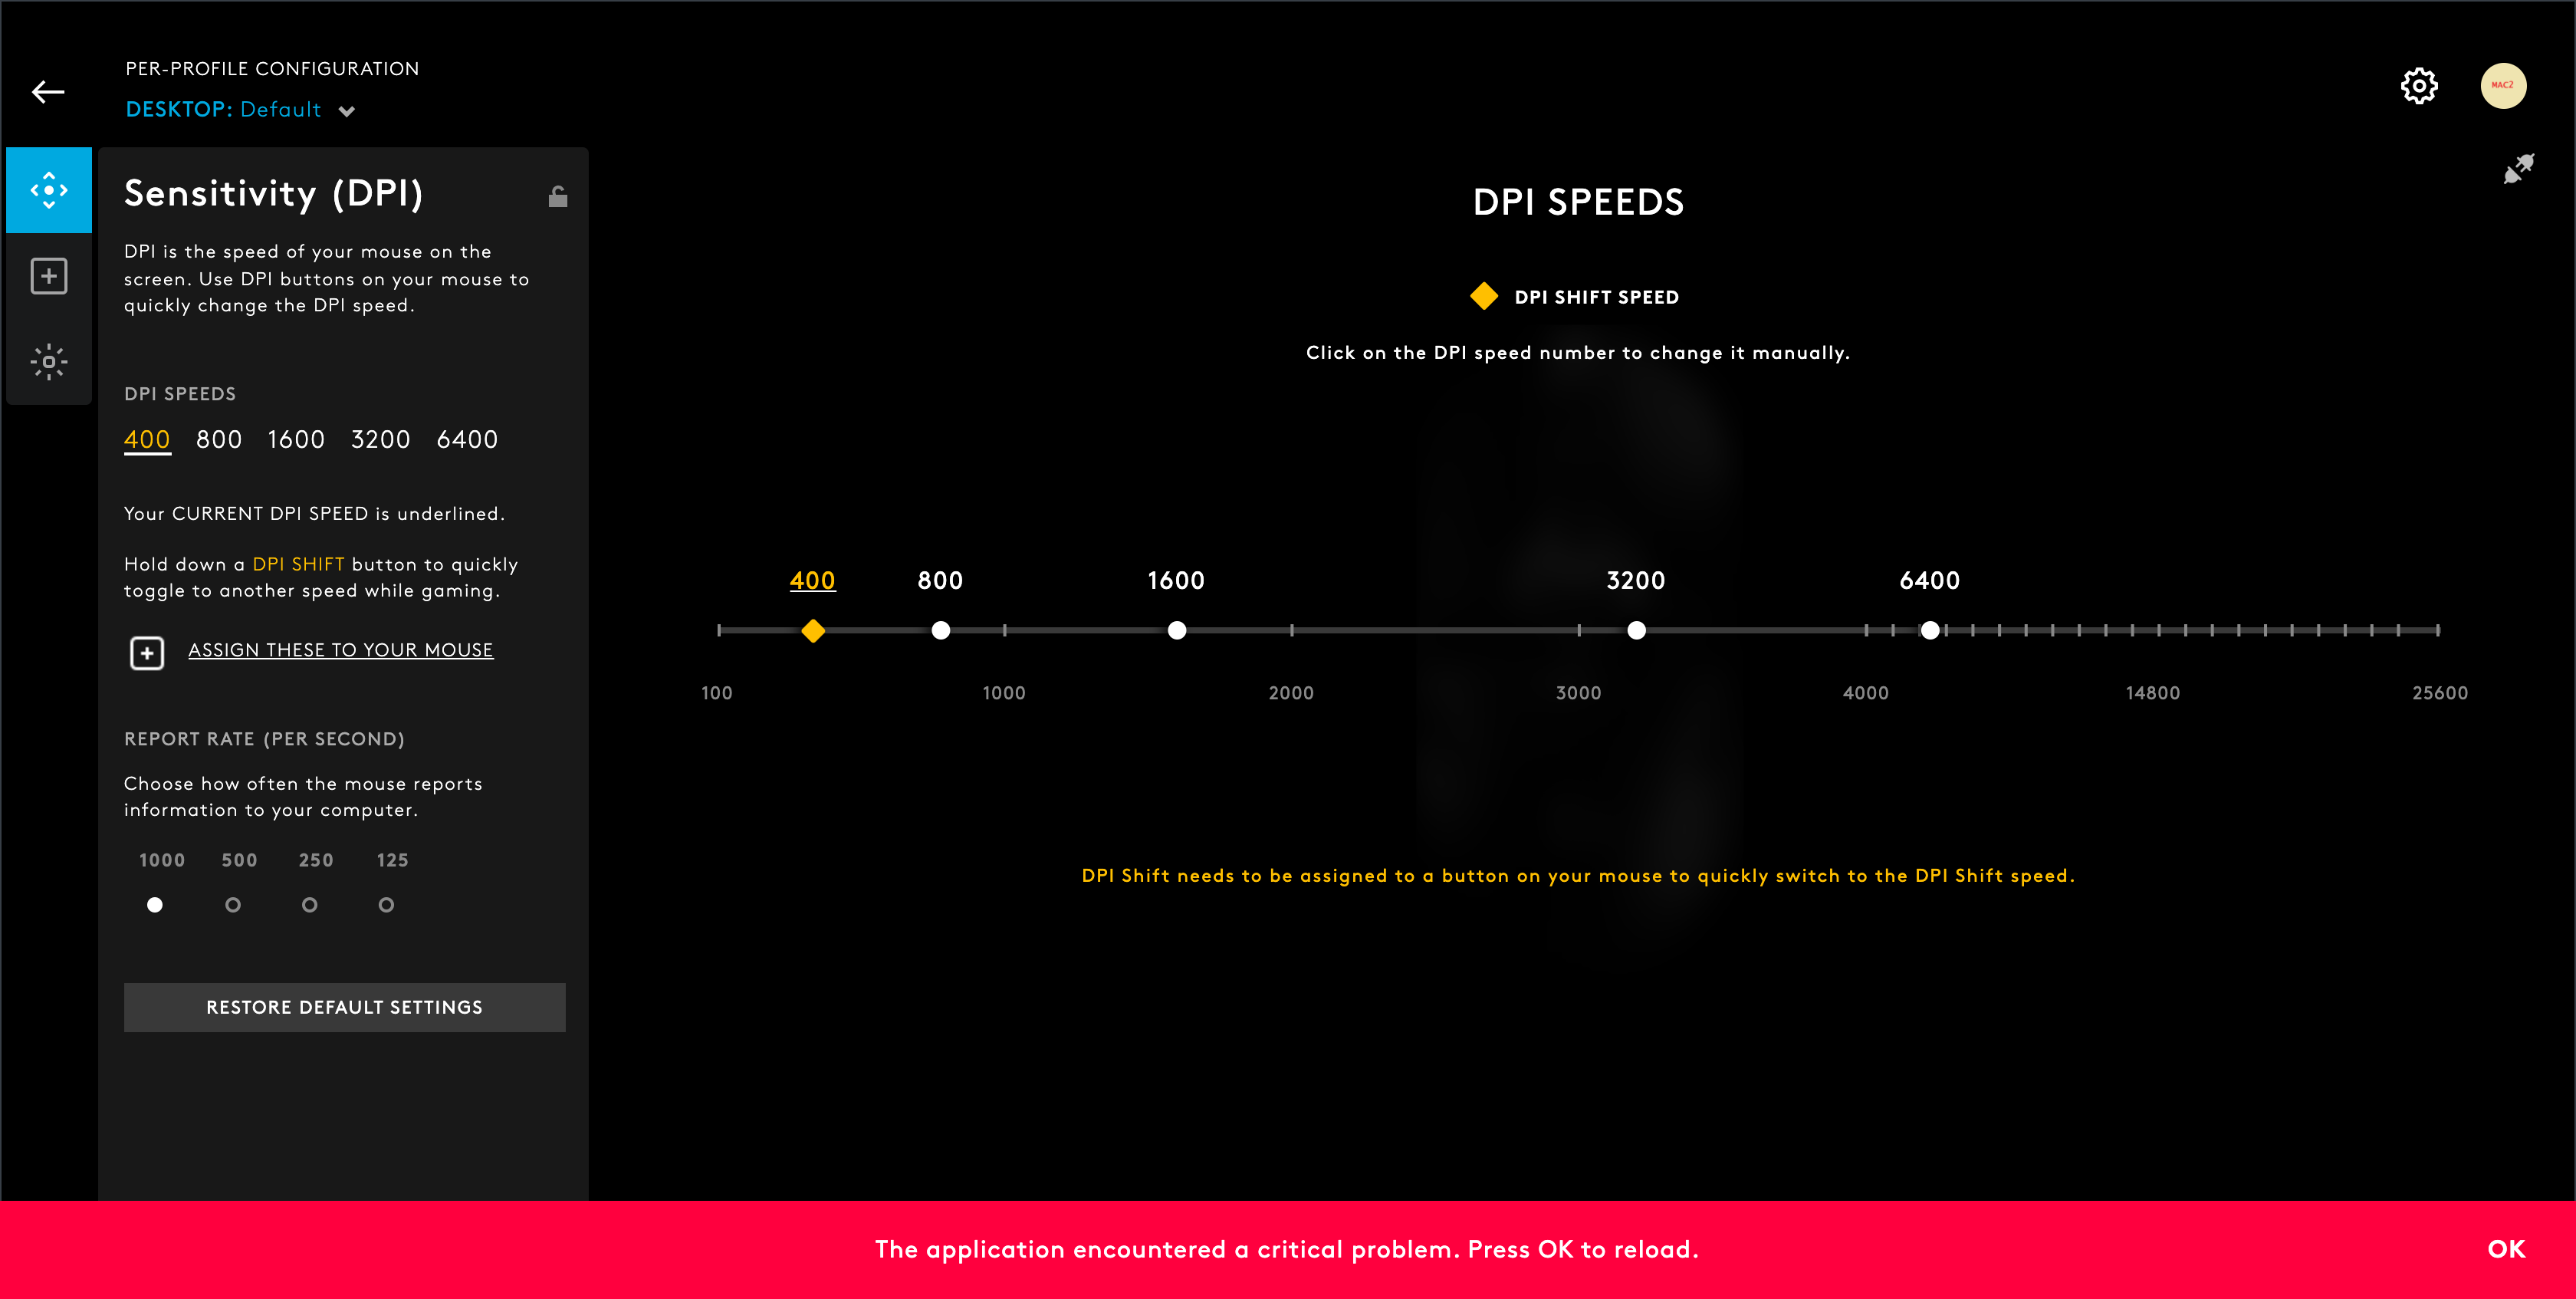 PER-PROFILE CONFIGURATION
DESKTOP: Default
MAC2
Sensitivity (DPI)
DPI is the speed of your mouse on the
screen. Use DPI buttons on your mouse to
quickly change the DPI speed.
DPI SPEEDS
400 800 1600 3200 6400
Your CURRENT DPI SPEED is underlined.
Hold down a DPI SHIFT button to quickly
toggle to another speed while gaming.
ASSIGN THESE TO YOUR MOUSE
REPORT RATE (PER SECOND)
Choose how often the mouse reports
information to your computer.
1000 500 250 125
RESTORE DEFAULT SETTINGS
DPI SPEEDS
DPI SHIFT SPEED
Click on the DPI speed number to change it manually.
400 800 1600 3200 6400
100 1000 2000 3000 4000 14800 25600
DPI Shift needs to be assigned to a button on your mouse to quickly switch to the DPI Shift speed.
The application encountered a critical problem. Press OK to reload.
OK